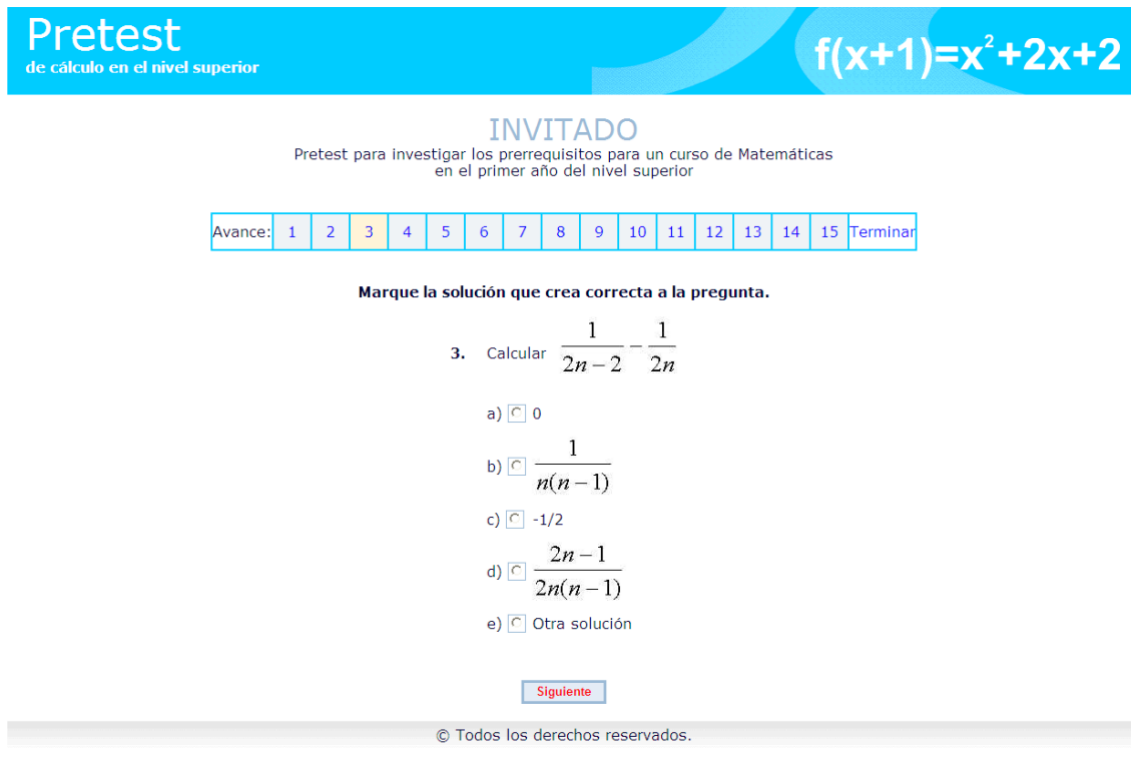 Pretest
de cálculo en el nivel superior
f(x+1)=x²+2x+2
INVITADO
Pretest para investigar los prerrequisitos para un curso de Matemáticas
en el primer año del nivel superior
Avance: 1 2 3 4 5 6 7 8 9 10 11 12 13 14 15 Terminar
Marque la solución que crea correcta a la pregunta.
3. Calcular 1/(2n − 2) − 1/(2n)
a) 0
b) 1/(n(n − 1))
c) -1/2
d) (2n − 1)/(2n(n − 1))
e) Otra solución
Siguiente
© Todos los derechos reservados.